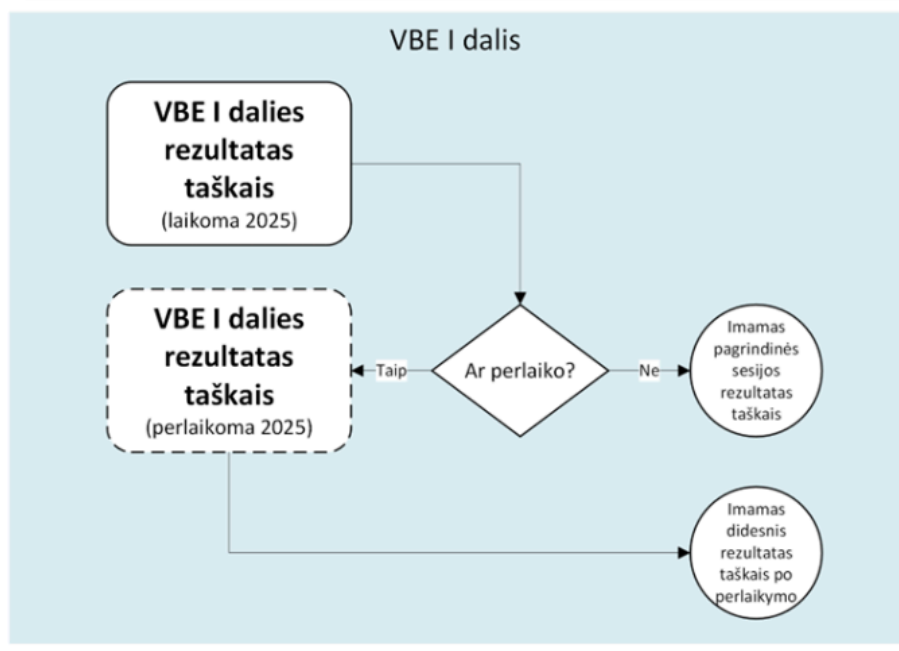 VBE I dalis
VBE I dalies
rezultatas
taškais
(laikoma 2025)
VBE I dalies
rezultatas
taškais
(perlaikoma 2025)
Taip
Ar perlaiko?
Ne
Imamas
pagrindinės
sesijos
rezultatas
taškais
Imamas
didesnis
rezultatas
taškais po
perlaikymo